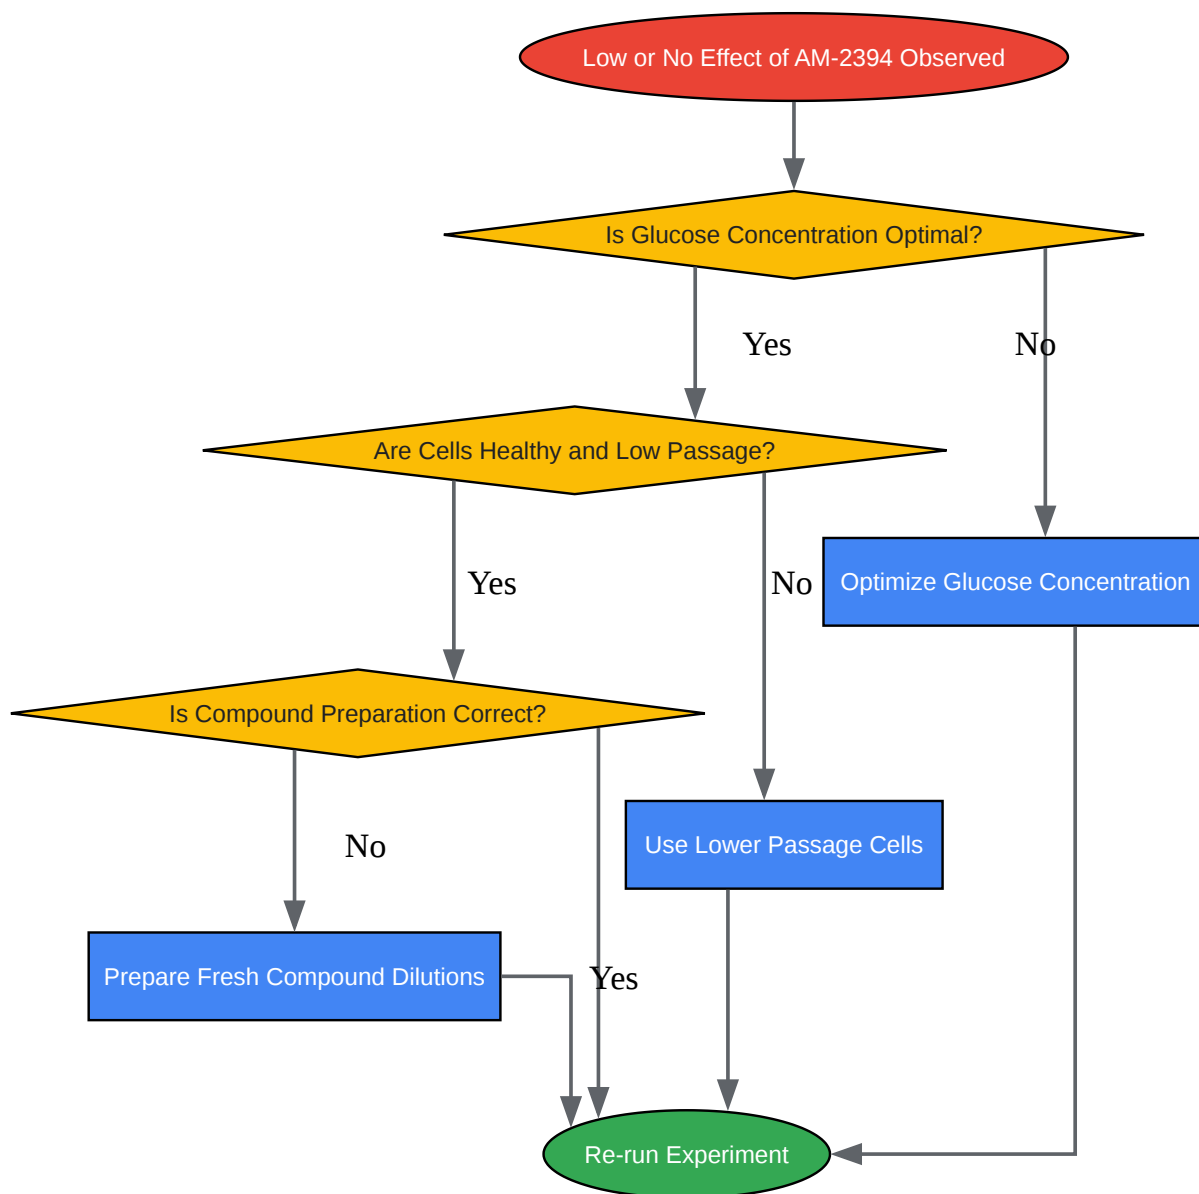 Low or No Effect of AM-2394 Observed
Is Glucose Concentration Optimal?
Yes
No
Are Cells Healthy and Low Passage?
Yes
No
Optimize Glucose Concentration
Is Compound Preparation Correct?
No
Use Lower Passage Cells
Prepare Fresh Compound Dilutions
Yes
Re-run Experiment